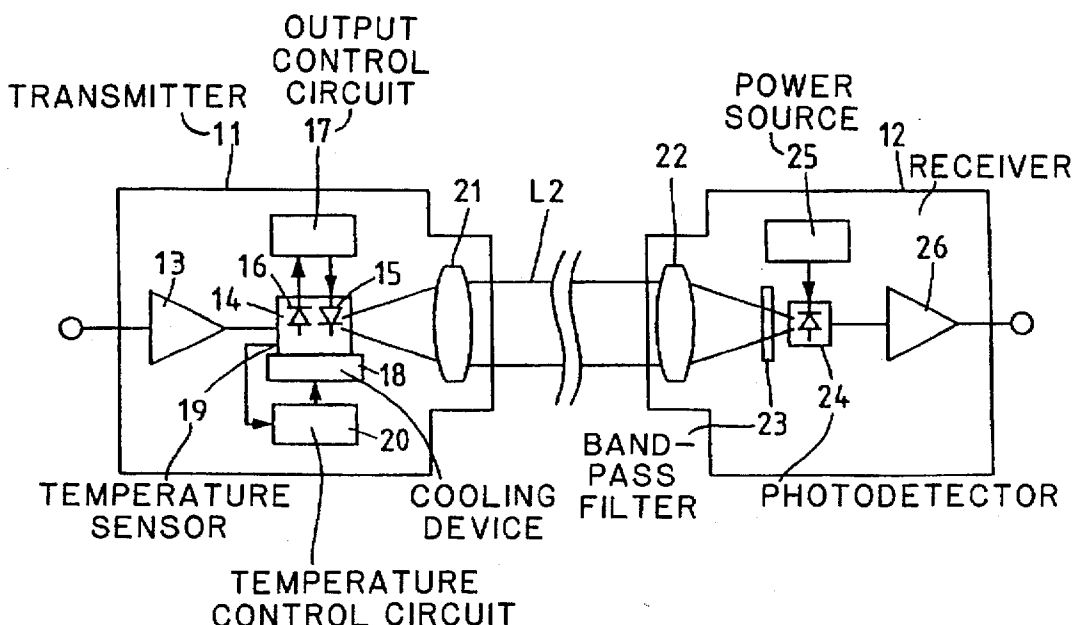 OUTPUT
CONTROL
CIRCUIT
TRANSMITTER
11
17
POWER
SOURCE
25
12
RECEIVER
21
L2
22
13
16
15
14
26
18
19
20
23
24
TEMPERATURE
SENSOR
COOLING
DEVICE
BAND-
PASS
FILTER
PHOTODETECTOR
TEMPERATURE
CONTROL CIRCUIT